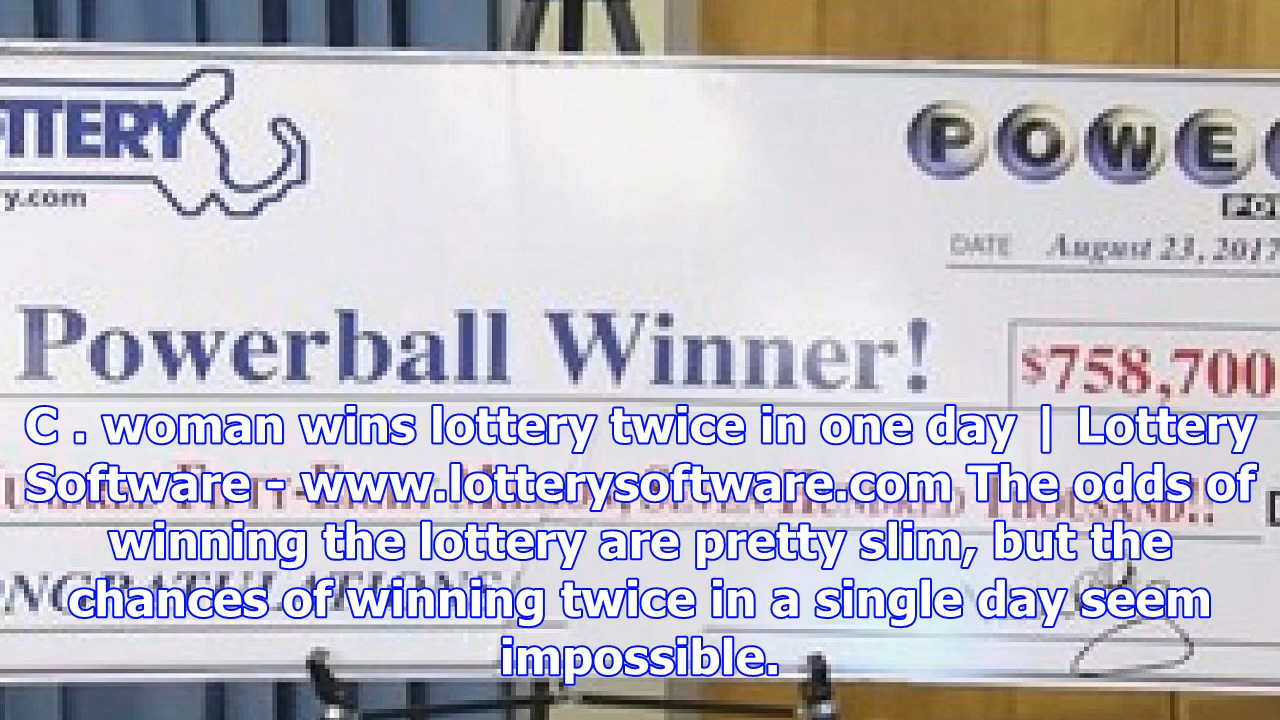 TTERY
y.com
POWE
DATE August 23, 2017
Powerball Winner!
$758,700
C . woman wins lottery twice in one day | Lottery
Software - www.lotterysoftware.com The odds of
winning the lottery are pretty slim, but the
chances of winning twice in a single day seem
impossible.